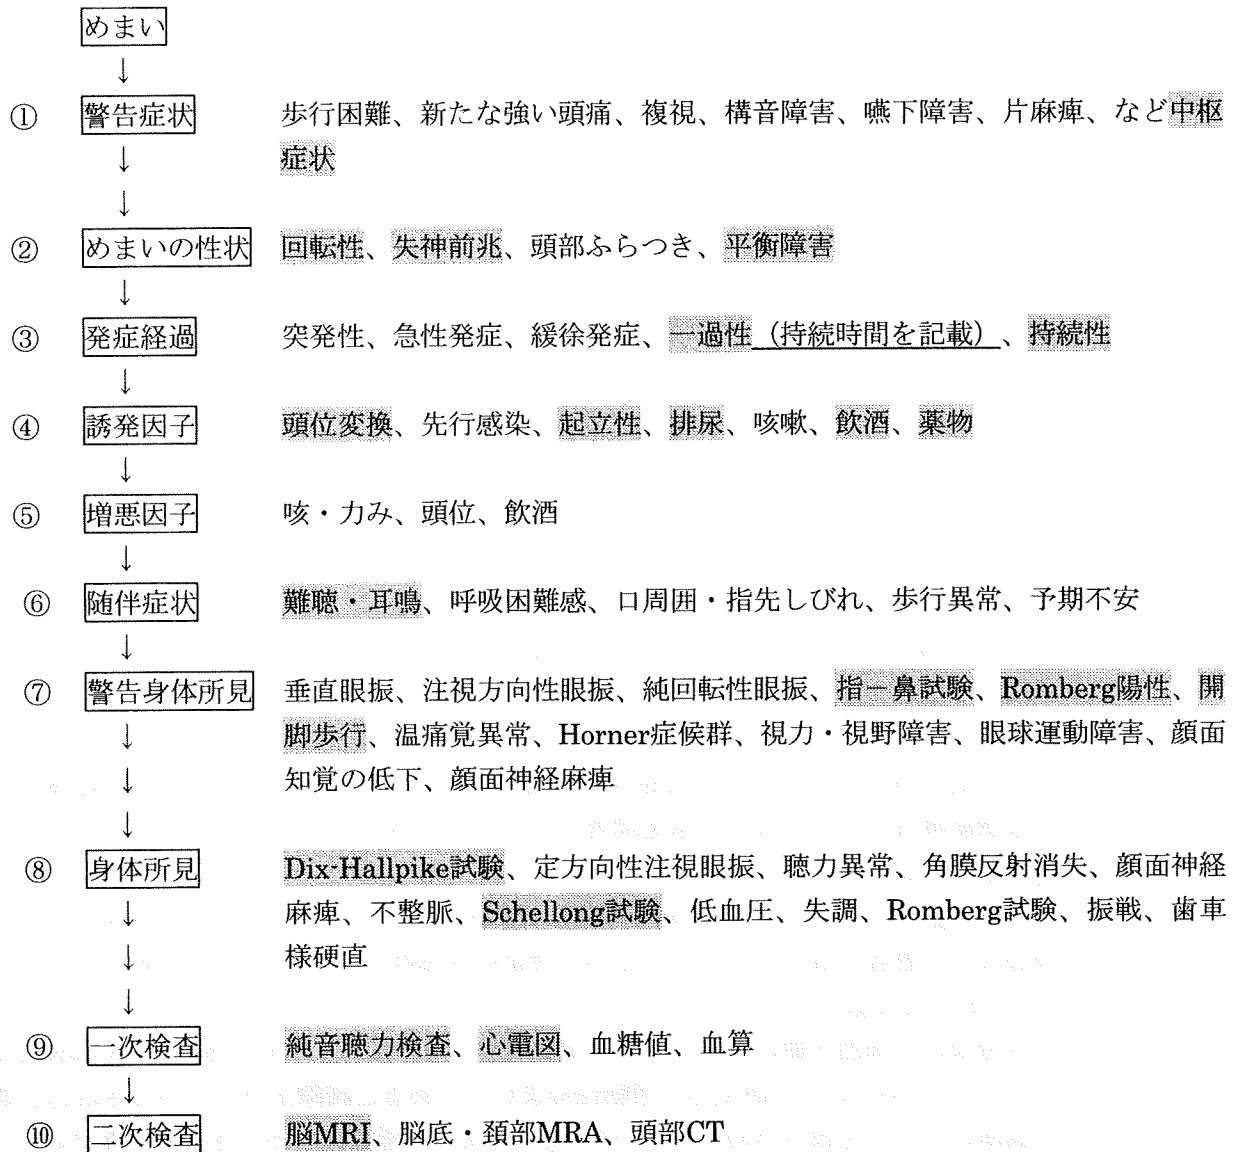 めまい
↓
① 警告症状 歩行困難、新たな強い頭痛、複視、構音障害、嚥下障害、片麻痺、など中枢
↓ 症状
↓
② めまいの性状 回転性、失神前兆、頭部ふらつき、平衡障害
↓
③ 発症経過 突発性、急性発症、緩徐発症、一過性（持続時間を記載）、持続性
↓
④ 誘発因子 頭位変換、先行感染、起立性、排尿、咳嗽、飲酒、薬物
↓
⑤ 増悪因子 咳・力み、頭位、飲酒
↓
⑥ 随伴症状 難聴・耳鳴、呼吸困難感、口周囲・指先しびれ、歩行異常、予期不安
↓
⑦ 警告身体所見 垂直眼振、注視方向性眼振、純回転性眼振、指－鼻試験、Romberg陽性、開
↓ 脚歩行、温痛覚異常、Horner症候群、視力・視野障害、眼球運動障害、顔面
↓ 知覚の低下、顔面神経麻痺
↓
⑧ 身体所見 Dix-Hallpike試験、定方向性注視眼振、聴力異常、角膜反射消失、顔面神経
↓ 麻痺、不整脈、Schellong試験、低血圧、失調、Romberg試験、振戦、歯車
↓ 様硬直
↓
⑨ 一次検査 純音聴力検査、心電図、血糖値、血算
↓
⑩ 二次検査 脳MRI、脳底・頚部MRA、頭部CT